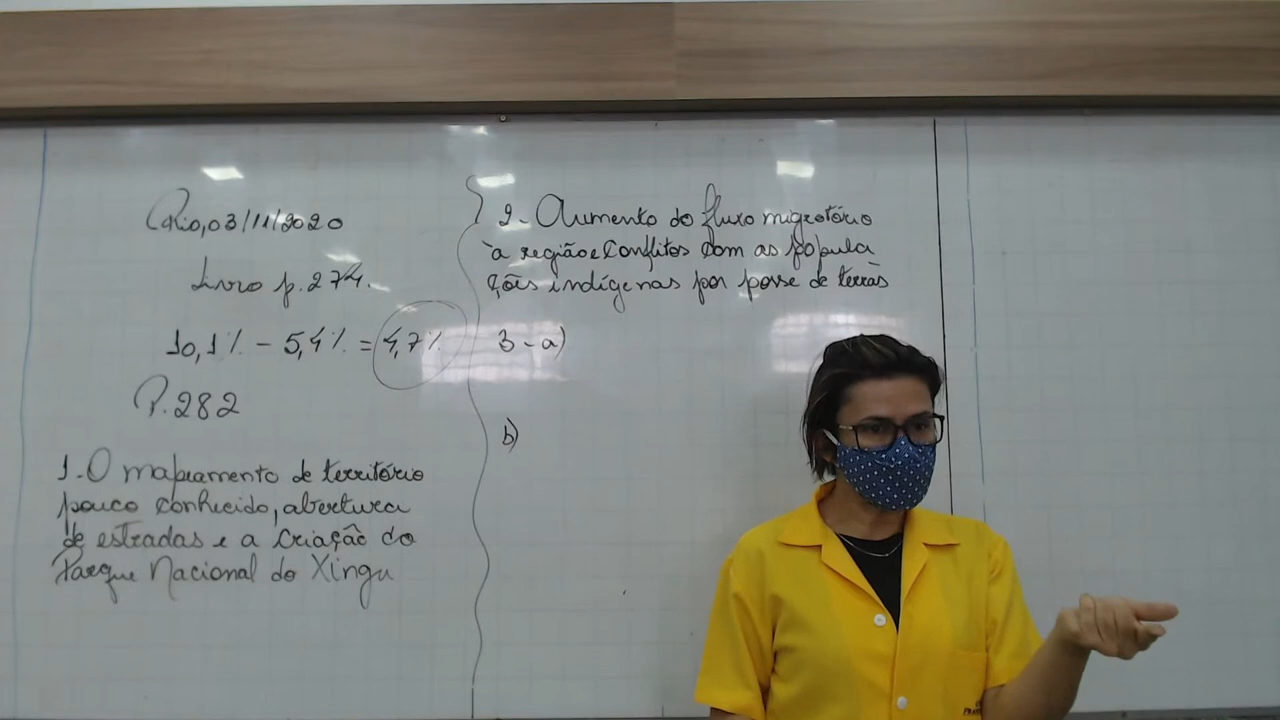 Rio, 03/11/2020
Livro p. 274.
10,1% - 5,4% = 4,7%
P. 282
1. O mapeamento de território
pouco conhecido, abertura
de estradas e a criação do
Parque Nacional do Xingu
2- Aumento do fluxo migratório
à região e conflitos com as popula
ções indígenas por posse de terras
3 - a)
b)